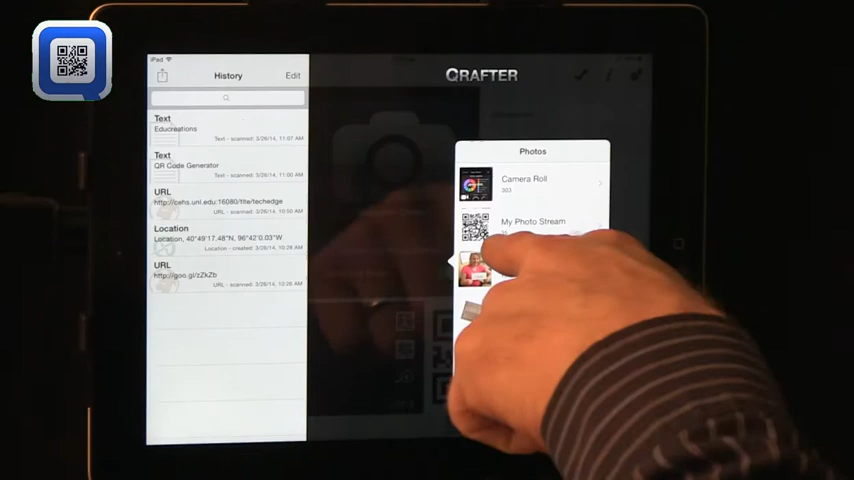 iPad
History
Edit
QRAFTER
Text
Educreations
Text - scanned: 3/26/14, 11:07 AM
Text
QR Code Generator
Text - scanned: 3/26/14, 11:00 AM
URL
http://cehs.unl.edu:16080/title/techedge
URL - scanned: 3/26/14, 10:50 AM
Location
Location, 40°49'17.48"N, 96°42'0.03"W
Location - created: 3/26/14, 10:28 AM
URL
http://goo.gl/zZkZb
URL - scanned: 3/26/14, 10:26 AM
Photos
Camera Roll
303
My Photo Stream